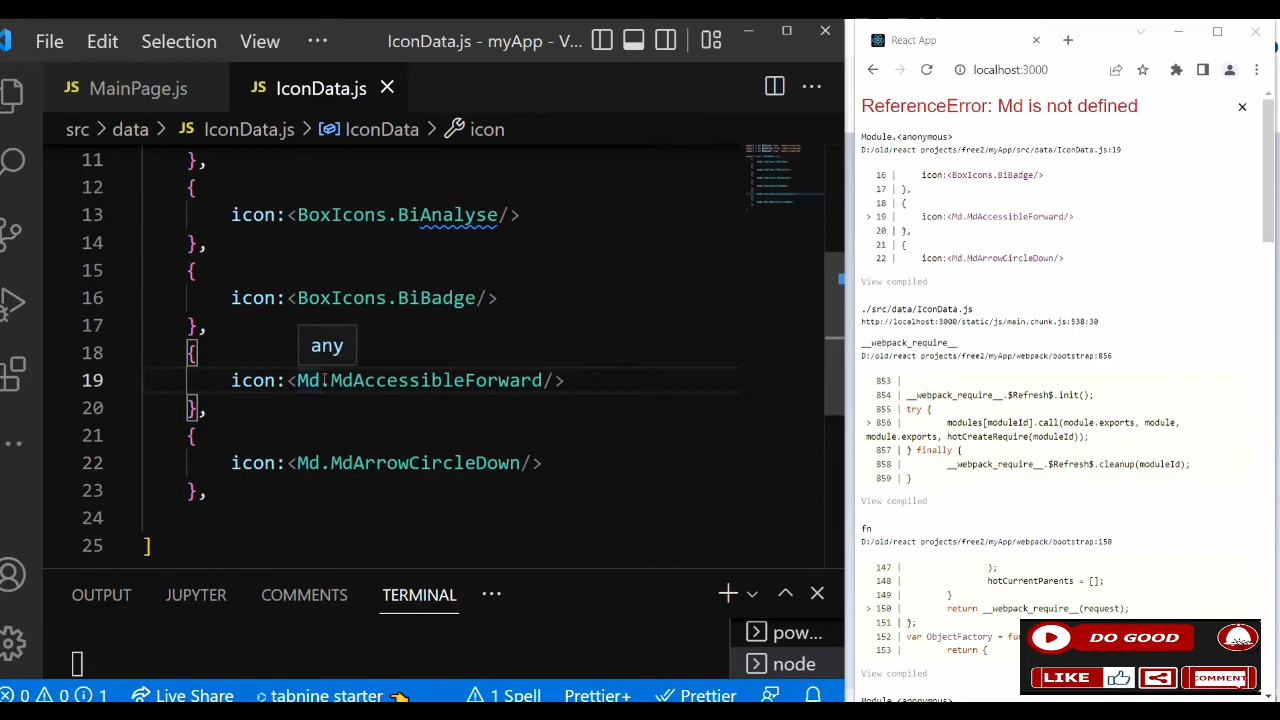 File Edit Selection View ··· IconData.js - myApp - V...
MainPage.js
IconData.js
src > data > JS IconData.js > IconData > icon
11 },
{
13 icon:<BoxIcons.BiAnalyse/>
14 },
15 {
16 icon:<BoxIcons.BiBadge/>
17 },
any
18 {
19 icon:<Md.MdAccessibleForward/>
20 },
21 {
22 icon:<Md.MdArrowCircleDown/>
23 },
24
25 ]
OUTPUT JUPYTER COMMENTS TERMINAL ···
pow...
node
0 0 1 Live Share tabnine starter 1 Spell Prettier+ Prettier
React App
localhost:3000
ReferenceError: Md is not defined
Module.<anonymous>
D:/old/react projects/free2/myApp/src/data/IconData.js:19
16 | icon:<BoxIcons.BiBadge/>
17 | },
18 | {
> 19 | icon:<Md.MdAccessibleForward/>
20 | },
21 | {
22 | icon:<Md.MdArrowCircleDown/>
View compiled
./src/data/IconData.js
http://localhost:3000/static/js/main.chunk.js:538:30
__webpack_require__
D:/old/react projects/free2/myApp/webpack/bootstrap:856
853 |
854 | __webpack_require__.$Refresh$.init();
855 | try {
> 856 | modules[moduleId].call(module.exports, module,
module.exports, hotCreateRequire(moduleId));
857 | } finally {
858 | __webpack_require__.$Refresh$.cleanup(moduleId);
859 | }
View compiled
fn
D:/old/react projects/free2/myApp/webpack/bootstrap:150
147 | );
148 | hotCurrentParents = [];
149 | }
> 150 | return __webpack_require__(request);
151 | };
152 | var ObjectFactory =
153 | return {
View compiled
Module.<anonymous>
DO GOOD
LIKE
COMMENT